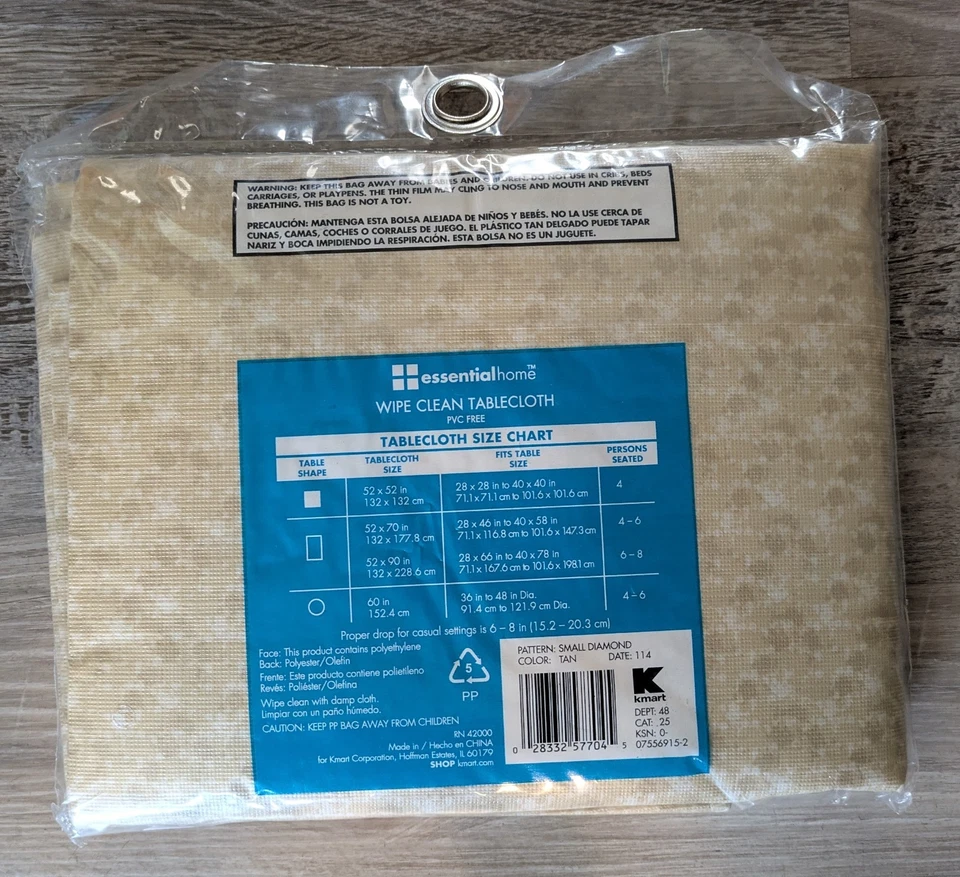 WARNING: KEEP THIS BAG AWAY FROM BABIES AND CHILDREN. DO NOT USE IN CRIBS, BEDS
CARRIAGES, OR PLAYPENS. THE THIN FILM MAY CLING TO NOSE AND MOUTH AND PREVENT
BREATHING. THIS BAG IS NOT A TOY.
PRECAUCIÓN: MANTENGA ESTA BOLSA ALEJADA DE NIÑOS Y BEBÉS. NO LA USE CERCA DE
CUNAS, CAMAS, COCHES O CORRALES DE JUEGO. EL PLÁSTICO TAN DELGADO PUEDE TAPAR
NARIZ Y BOCA IMPIDIENDO LA RESPIRACIÓN. ESTA BOLSA NO ES UN JUGUETE.
essentialhome™
WIPE CLEAN TABLECLOTH
PVC FREE
TABLECLOTH SIZE CHART
TABLE SHAPE TABLECLOTH SIZE FITS TABLE SIZE PERSONS SEATED
52 x 52 in 28 x 28 in to 40 x 40 in 4
132 x 132 cm 71.1 x 71.1 cm to 101.6 x 101.6 cm
52 x 70 in 28 x 46 in to 40 x 58 in 4 – 6
132 x 177.8 cm 71.1 x 116.8 cm to 101.6 x 147.3 cm
52 x 90 in 28 x 66 in to 40 x 78 in 6 – 8
132 x 228.6 cm 71.1 x 167.6 cm to 101.6 x 198.1 cm
60 in 36 in to 48 in Dia. 4 – 6
152.4 cm 91.4 cm to 121.9 cm Dia.
Proper drop for casual settings is 6 – 8 in (15.2 – 20.3 cm)
Face: This product contains polyethylene
Back: Polyester/Olefin
Frente: Este producto contiene polietileno
Revés: Poliéster/Olefina
Wipe clean with damp cloth.
Limpiar con un paño húmedo.
CAUTION: KEEP PP BAG AWAY FROM CHILDREN
RN 42000
Made in / Hecho en CHINA
for Kmart Corporation, Hoffman Estates, IL 60179
SHOP kmart.com
5
PP
PATTERN: SMALL DIAMOND
COLOR: TAN DATE: 114
K
kmart
DEPT: 48
CAT: .25
KSN: 0-
07556915-2
0 28332 57704 5